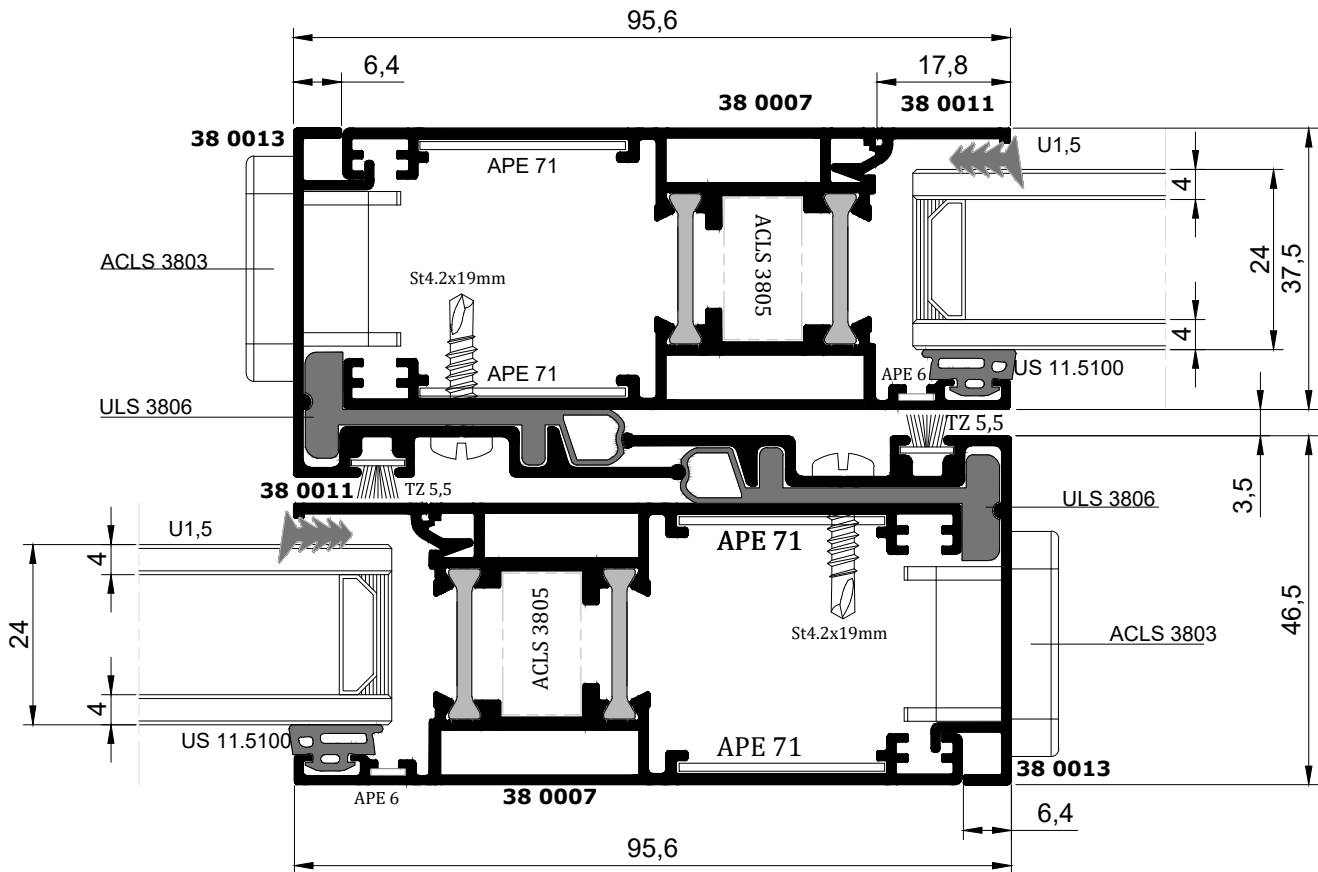 95,6
6,4
17,8
38 0007
38 0011
38 0013
U1,5
APE 71
4
ACLS 3805
24
37,5
ACLS 3803
St4.2x19mm
4
APE 71
APE 6
US 11.5100
ULS 3806
TZ 5,5
38 0011
TZ 5,5
ULS 3806
3,5
U1,5
4
APE 71
24
ACLS 3805
St4.2x19mm
ACLS 3803
46,5
4
US 11.5100
APE 71
38 0013
APE 6
38 0007
6,4
95,6